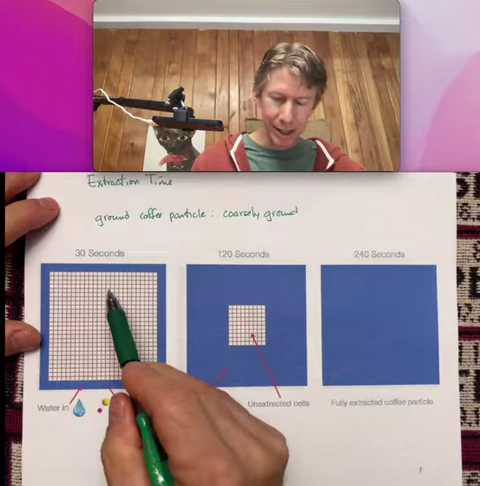 Extraction Time
ground coffee particle: coarsely ground
30 Seconds
120 Seconds
240 Seconds
Water In
Unextracted cells
Fully extracted coffee particle
7